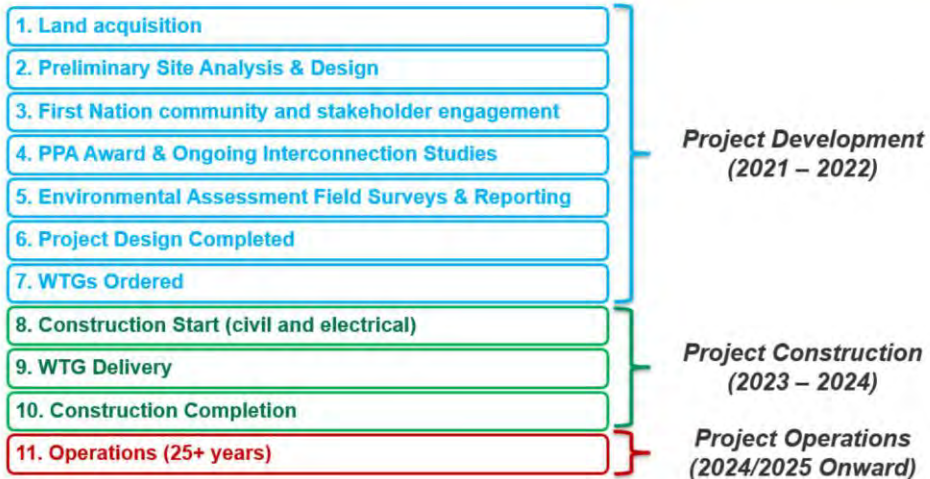 1. Land acquisition
2. Preliminary Site Analysis & Design
3. First Nation community and stakeholder engagement
4. PPA Award & Ongoing Interconnection Studies
5. Environmental Assessment Field Surveys & Reporting
6. Project Design Completed
7. WTGs Ordered
Project Development
(2021 – 2022)
8. Construction Start (civil and electrical)
9. WTG Delivery
10. Construction Completion
Project Construction
(2023 – 2024)
11. Operations (25+ years)
Project Operations
(2024/2025 Onward)